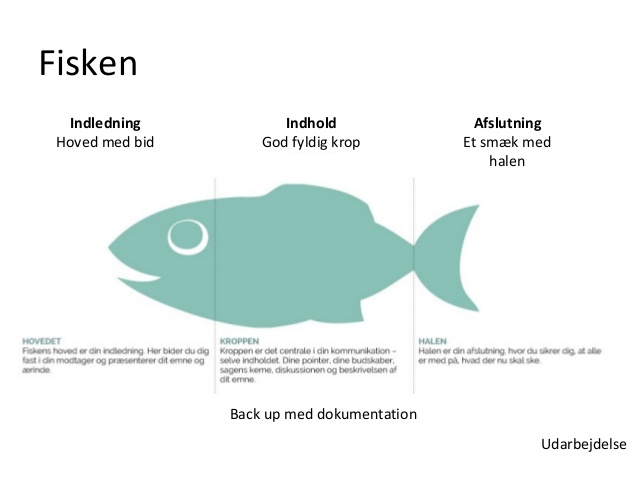 Fisken
Indledning
Hoved med bid
Indhold
God fyldig krop
Afslutning
Et smæk med
halen
HOVEDET
Fiskens hoved er din indledning. Her bider du dig
fast i din modtager og præsenterer dit emne og
ærinde.
KROPPEN
Kroppen er det centrale i din kommunikation –
selve indholdet. Dine pointer, dine budskaber,
sagens kerne, diskussionen og beskrivelsen af
dit emne.
HALEN
Halen er din afslutning, hvor du sikrer dig, at alle
er med på, hvad der nu skal ske.
Back up med dokumentation
Udarbejdelse